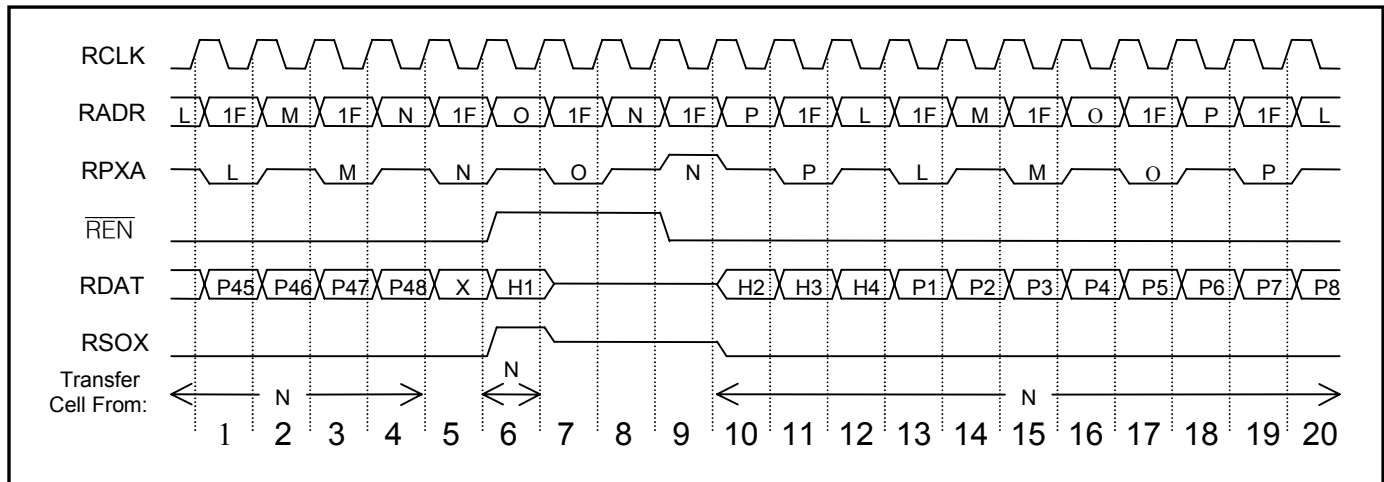 RCLK
RADR L 1F M 1F N 1F O 1F N 1F P 1F L 1F M 1F O 1F P 1F L
RPXA L M N O N P L M O P
REN
RDAT P45 P46 P47 P48 X H1 H2 H3 H4 P1 P2 P3 P4 P5 P6 P7 P8
RSOX
Transfer
Cell From: N N N
1 2 3 4 5 6 7 8 9 10 11 12 13 14 15 16 17 18 19 20